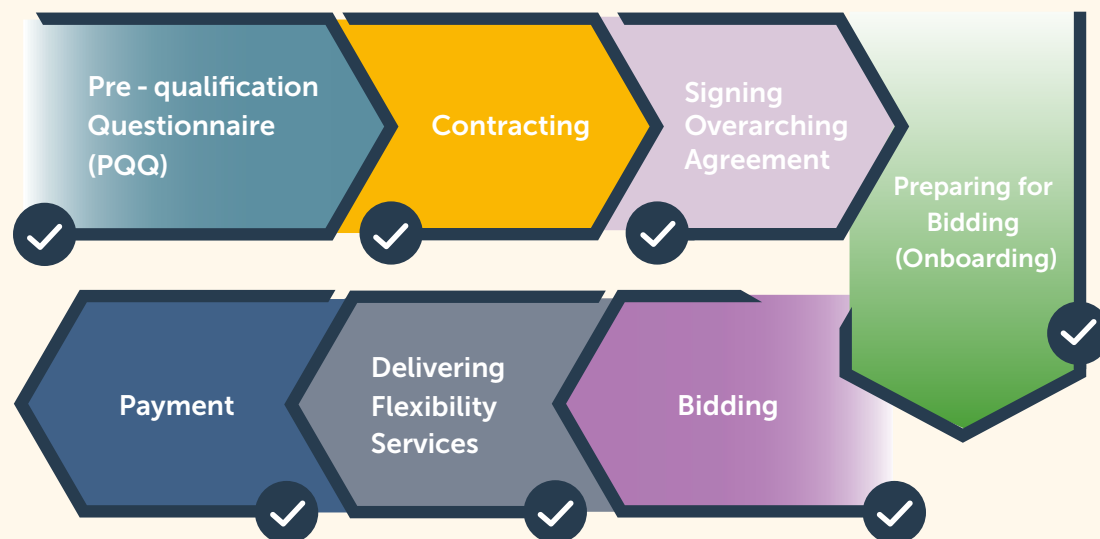 Pre - qualification
Questionnaire
(PQQ)
Contracting
Signing
Overarching
Agreement
Preparing for
Bidding
(Onboarding)
Bidding
Delivering
Flexibility
Services
Payment